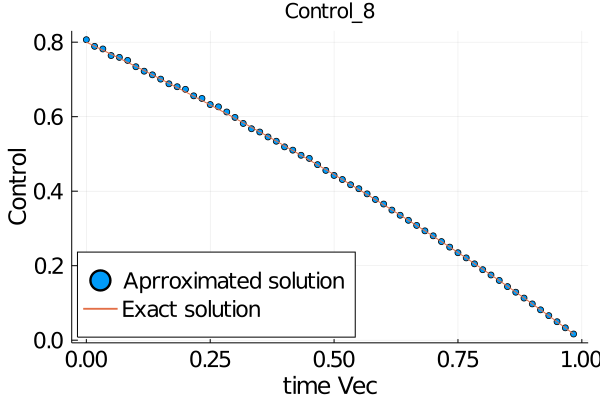 Control_8
0.8
0.6
0.4
0.2
0.0
Control
Aprroximated solution
Exact solution
0.00 0.25 0.50 0.75 1.00
time Vec